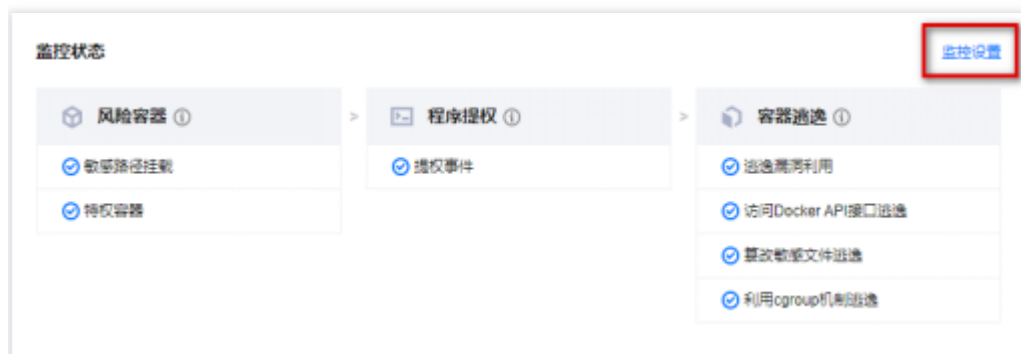 监控状态
监控设置
风险容器
>
程序提权
>
容器逃逸
敏感路径挂载
特权容器
提权事件
逃逸漏洞利用
访问Docker API接口逃逸
篡改敏感文件逃逸
利用cgroup机制逃逸